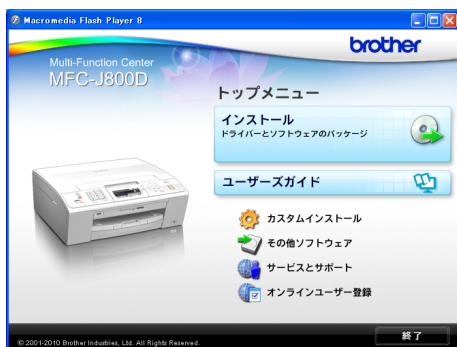 Macromedia Flash Player 8
brother
Multi-Function Center
MFC-J800D
トップメニュー
インストール
ドライバーとソフトウェアのパッケージ
ユーザーズガイド
カスタムインストール
その他ソフトウェア
サービスとサポート
オンラインユーザー登録
© 2001-2010 Brother Industries, Ltd. All Rights Reserved.
終了